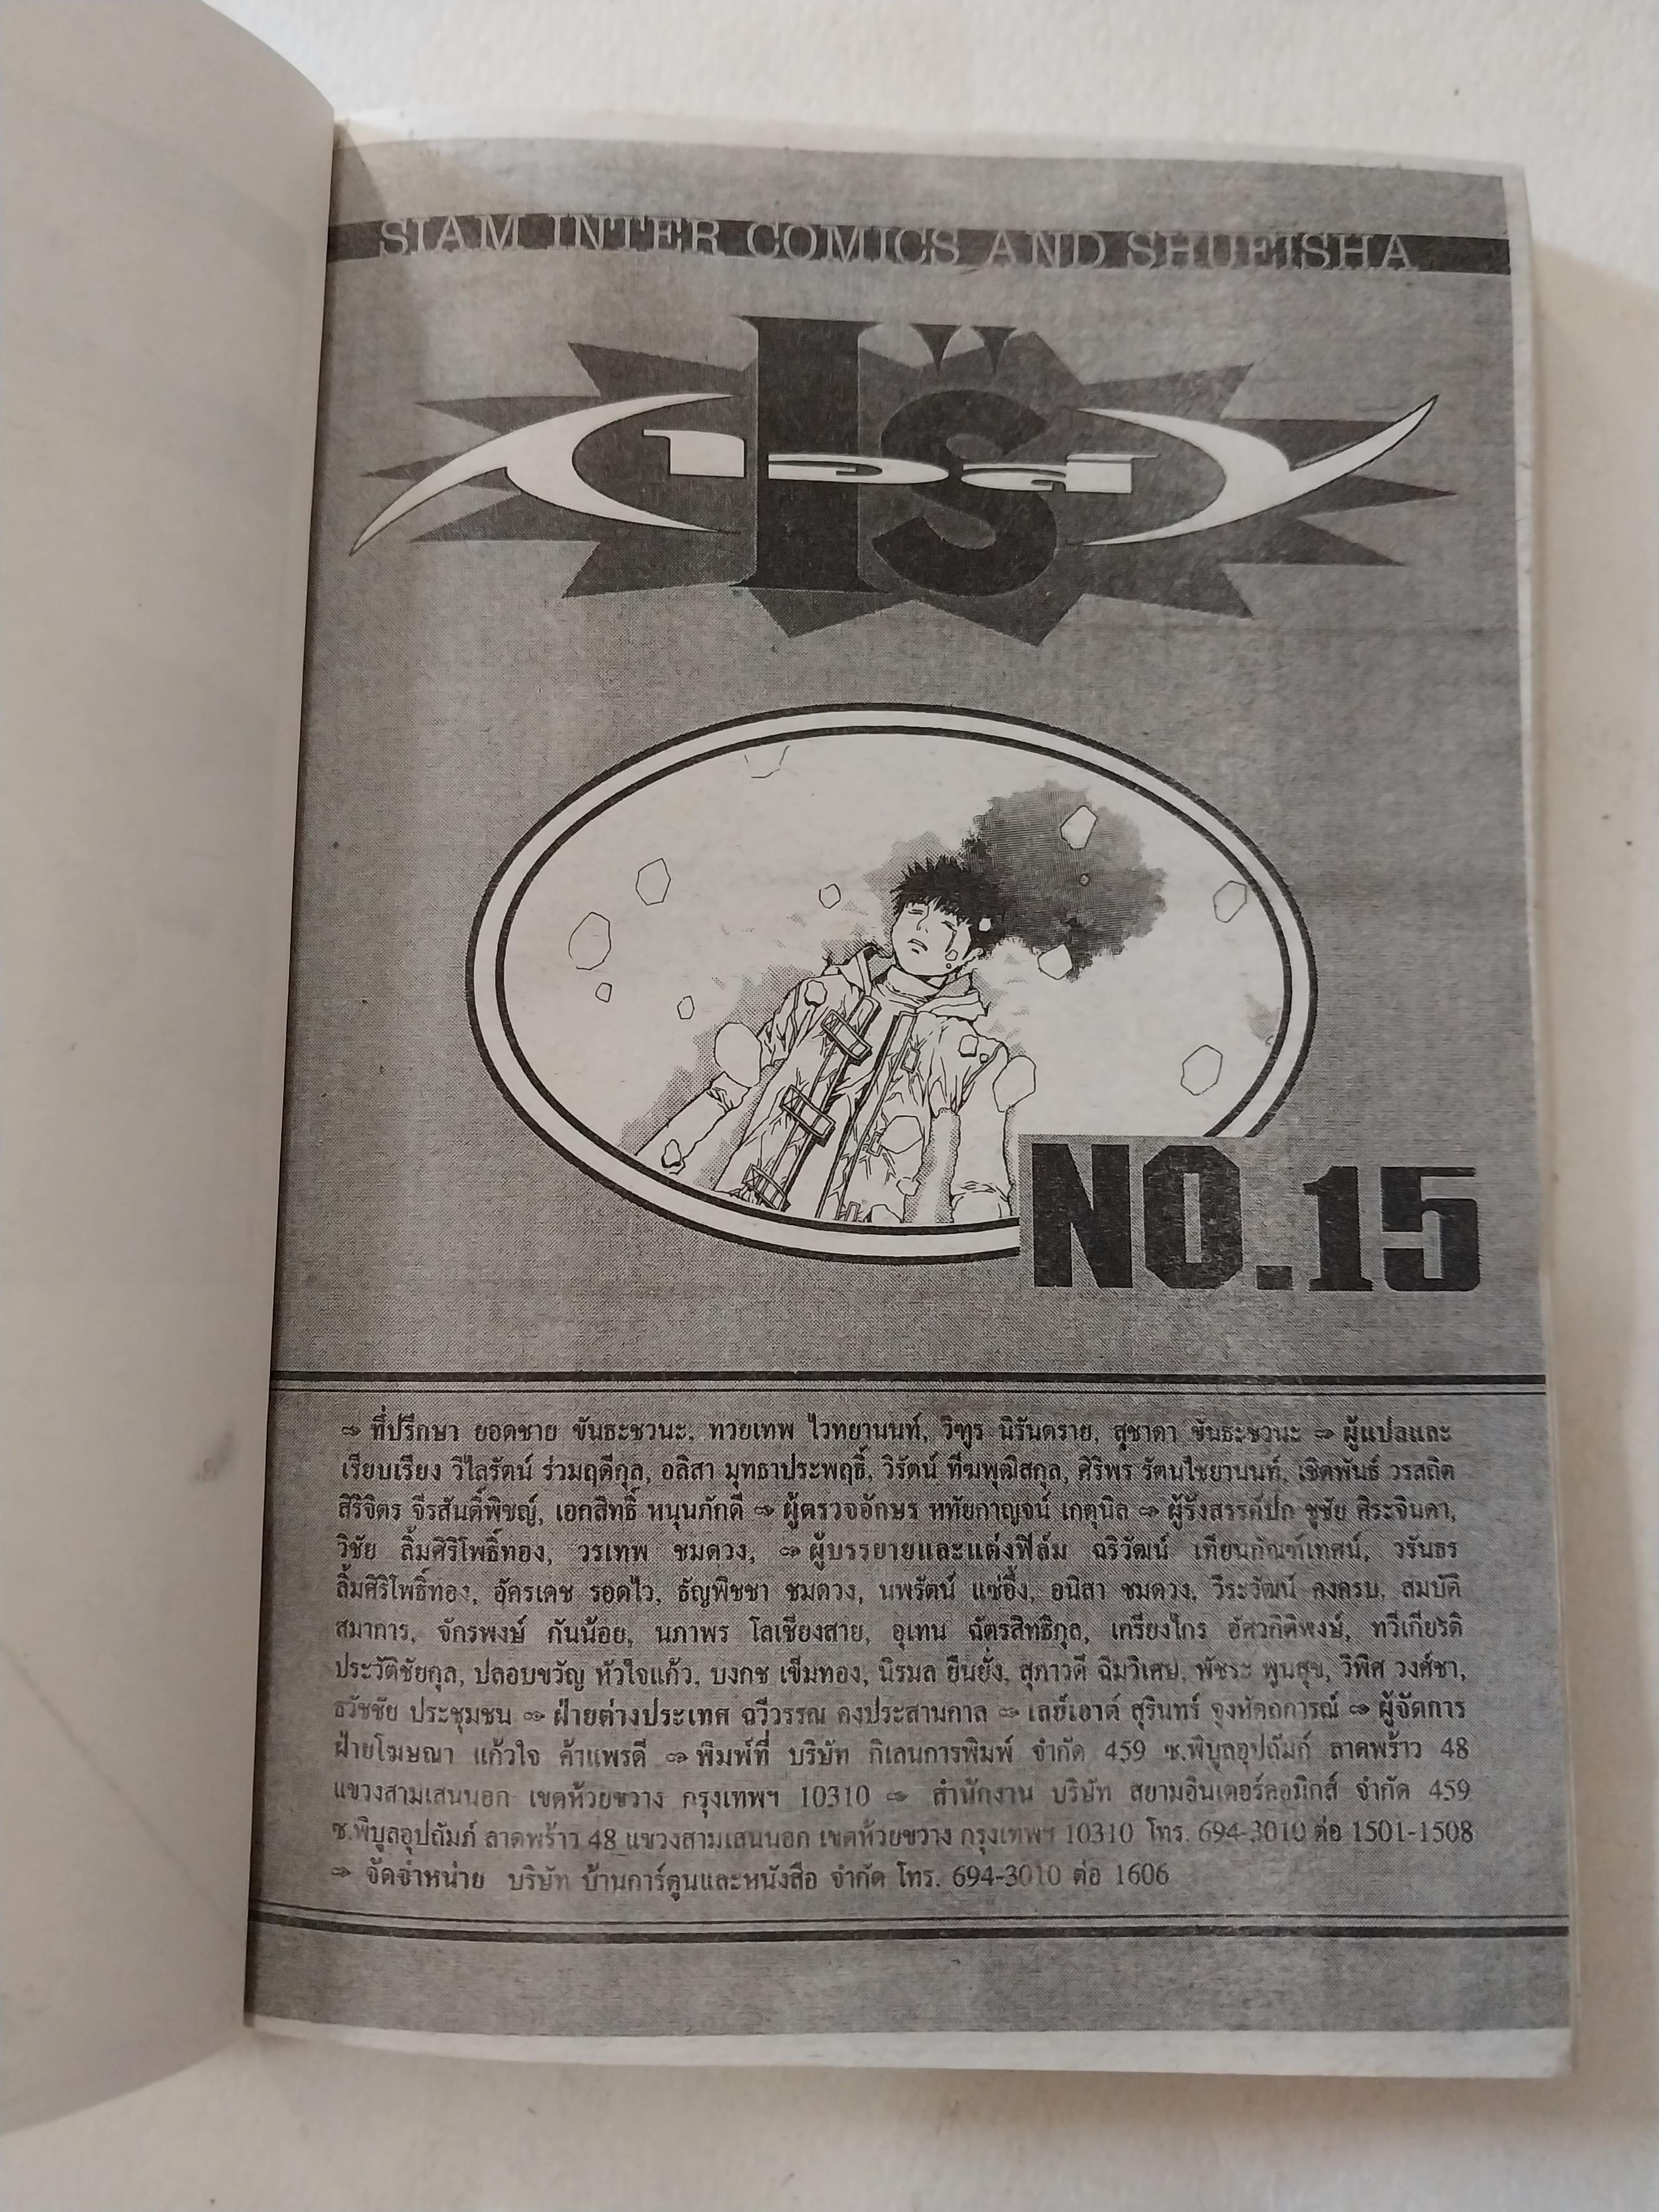 SIAM INTER COMICS AND SHUEISHA
I"s
ไอส์
NO.15
⇨ ที่ปรึกษา ยอดชาย ขันธะชวนะ, ทวยเทพ ไวทยานนท์, วิฑูร นิรันตราย, สุชาดา ขันธะชวนะ ⇨ ผู้แปลและ
เรียบเรียง วิไลรัตน์ ร่วมฤดีกุล, อลิสา มุทธาประพฤธิ์, วิรัตน์ ทีฆพุฒิสกุล, ศิริพร รัตนไชยานนท์, เชิดพันธ์ วรสถิต
สิริจิตร จีรสันติ์พิชญ์, เอกสิทธิ์ หนุนภักดี ⇨ ผู้ตรวจอักษร หทัยกาญจน์ เกตุนิล ⇨ ผู้รังสรรค์ปก ชูชัย ศิระจินดา,
วิชัย ลิ้มศิริโพธิ์ทอง, วรเทพ ชมดวง, ⇨ ผู้บรรยายและแต่งฟิล์ม ฉริวัฒน์ เทียนกัณฑ์เทศน์, วรันธร
ลิ้มศิริโพธิ์ทอง, อัครเดช รอดไว, ธัญพิชชา ชมดวง, นพรัตน์ แซ่อึ้ง, อนิสา ชมดวง, วีระวัฒน์ คงครบ, สมบัติ
สมาการ, จักรพงษ์ กันน้อย, นภาพร โลเชียงสาย, อุเทน ฉัตรสิทธิกุล, เกรียงไกร อัศวกิติพงษ์, ทวีเกียรติ
ประวัติชัยกุล, ปลอบขวัญ หัวใจแก้ว, บงกช เข็มทอง, นิรมล ยืนยั่ง, สุภาวดี ฉิมวิเศษ, พัชระ พูนสุข, วิพิศ วงศ์ชา,
ธวัชชัย ประชุมชน ⇨ ฝ่ายต่างประเทศ ฉวีวรรณ คงประสานกาล ⇨ เลย์เอาต์ สุรินทร์ จูงหัตถการณ์ ⇨ ผู้จัดการ
ฝ่ายโฆษณา แก้วใจ ค้าแพรดี ⇨ พิมพ์ที่ บริษัท กิเลนการพิมพ์ จำกัด 459 ซ.พิบูลอุปถัมภ์ ลาดพร้าว 48
แขวงสามเสนนอก เขตห้วยขวาง กรุงเทพฯ 10310 ⇨ สำนักงาน บริษัท สยามอินเตอร์คอมิกส์ จำกัด 459
ซ.พิบูลอุปถัมภ์ ลาดพร้าว 48 แขวงสามเสนนอก เขตห้วยขวาง กรุงเทพฯ 10310 โทร. 694-3010 ต่อ 1501-1508
⇨ จัดจำหน่าย บริษัท บ้านการ์ตูนและหนังสือ จำกัด โทร. 694-3010 ต่อ 1606